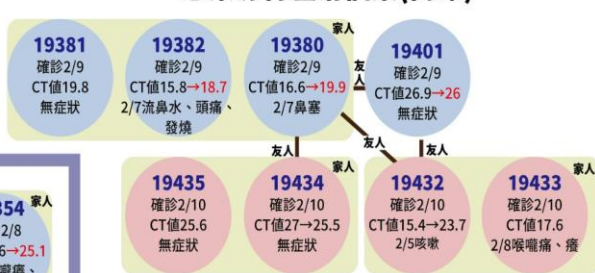 家人
19381
確診2/9
CT值19.8
無症狀
19382
確診2/9
CT值15.8→18.7
2/7流鼻水、頭痛、
發燒
19380
確診2/9
CT值16.6→19.9
2/7鼻塞
友人
19401
確診2/9
CT值26.9→26
無症狀
友人
友人
友人
家人
19435
確診2/10
CT值25.6
無症狀
19434
確診2/10
CT值27→25.5
無症狀
家人
19432
確診2/10
CT值15.4→23.7
2/5咳嗽
19433
確診2/10
CT值17.6
2/8喉嚨痛、癢
家人
354
2/8
6→25.1